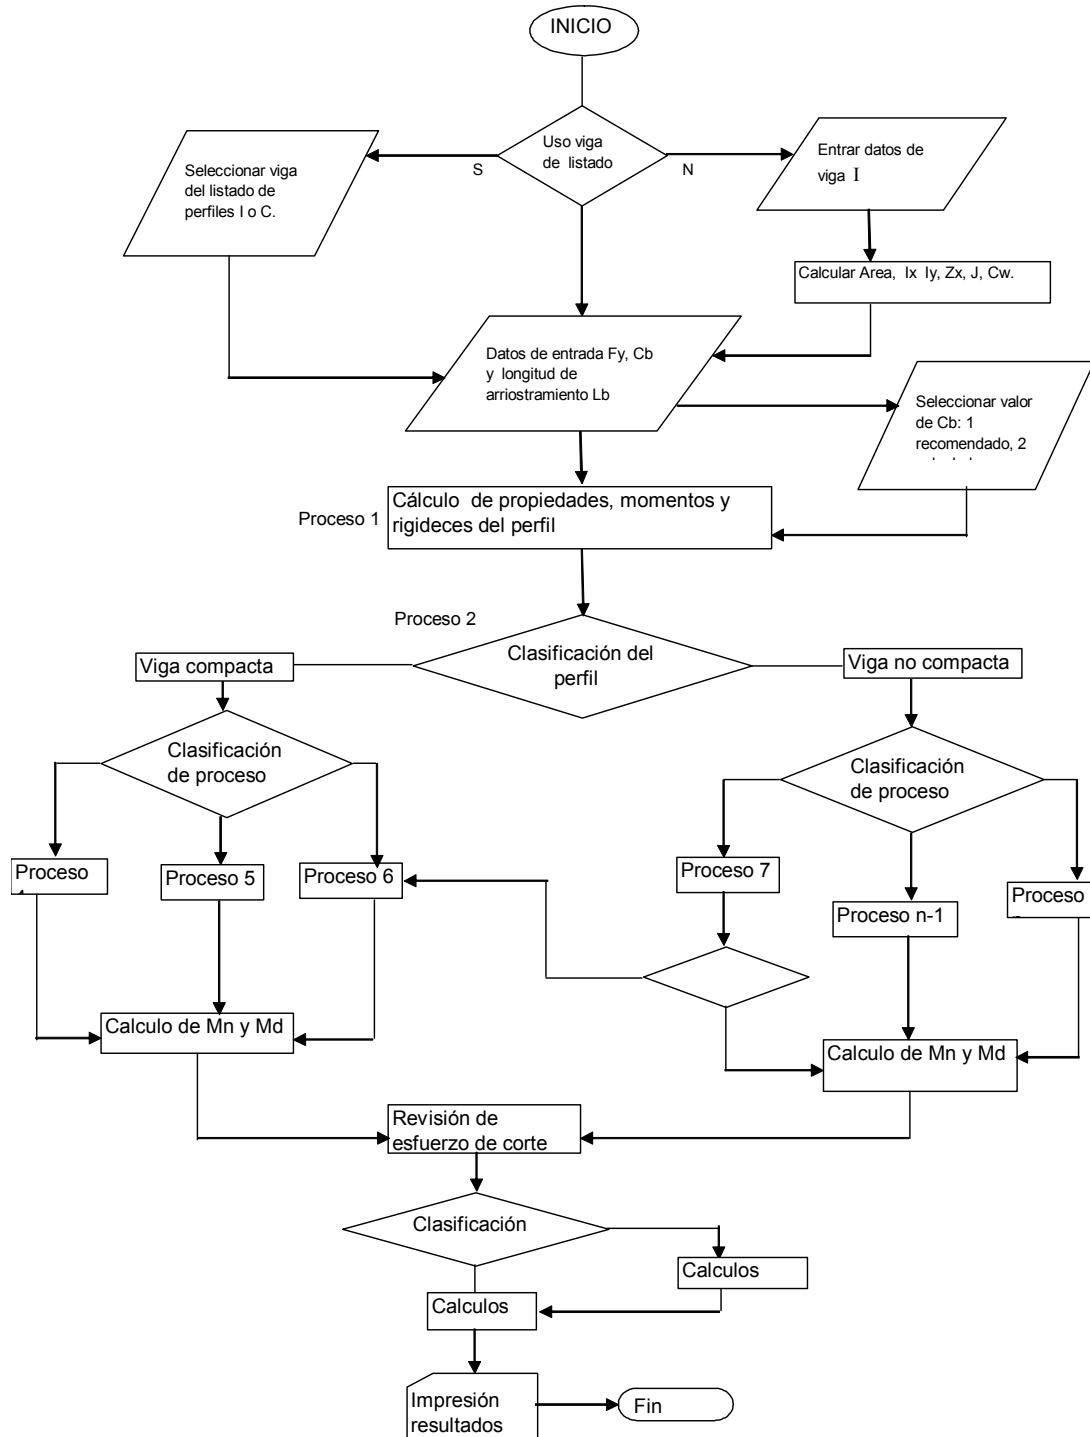 INICIO
Uso viga
de listado
S
N
Seleccionar viga
del listado de
perfiles I o C.
Entrar datos de
viga I
Calcular Area, Ix Iy, Zx, J, Cw.
Datos de entrada Fy, Cb
y longitud de
arriostramiento Lb
Seleccionar valor
de Cb: 1
recomendado, 2
Proceso 1
Cálculo de propiedades, momentos y
rigideces del perfil
Proceso 2
Clasificación del
perfil
Viga compacta
Viga no compacta
Clasificación
de proceso
Clasificación
de proceso
Proceso
Proceso 5
Proceso 6
Proceso 7
Proceso n-1
Proceso
Calculo de Mn y Md
Calculo de Mn y Md
Revisión de
esfuerzo de corte
Clasificación
Calculos
Calculos
Impresión
resultados
Fin